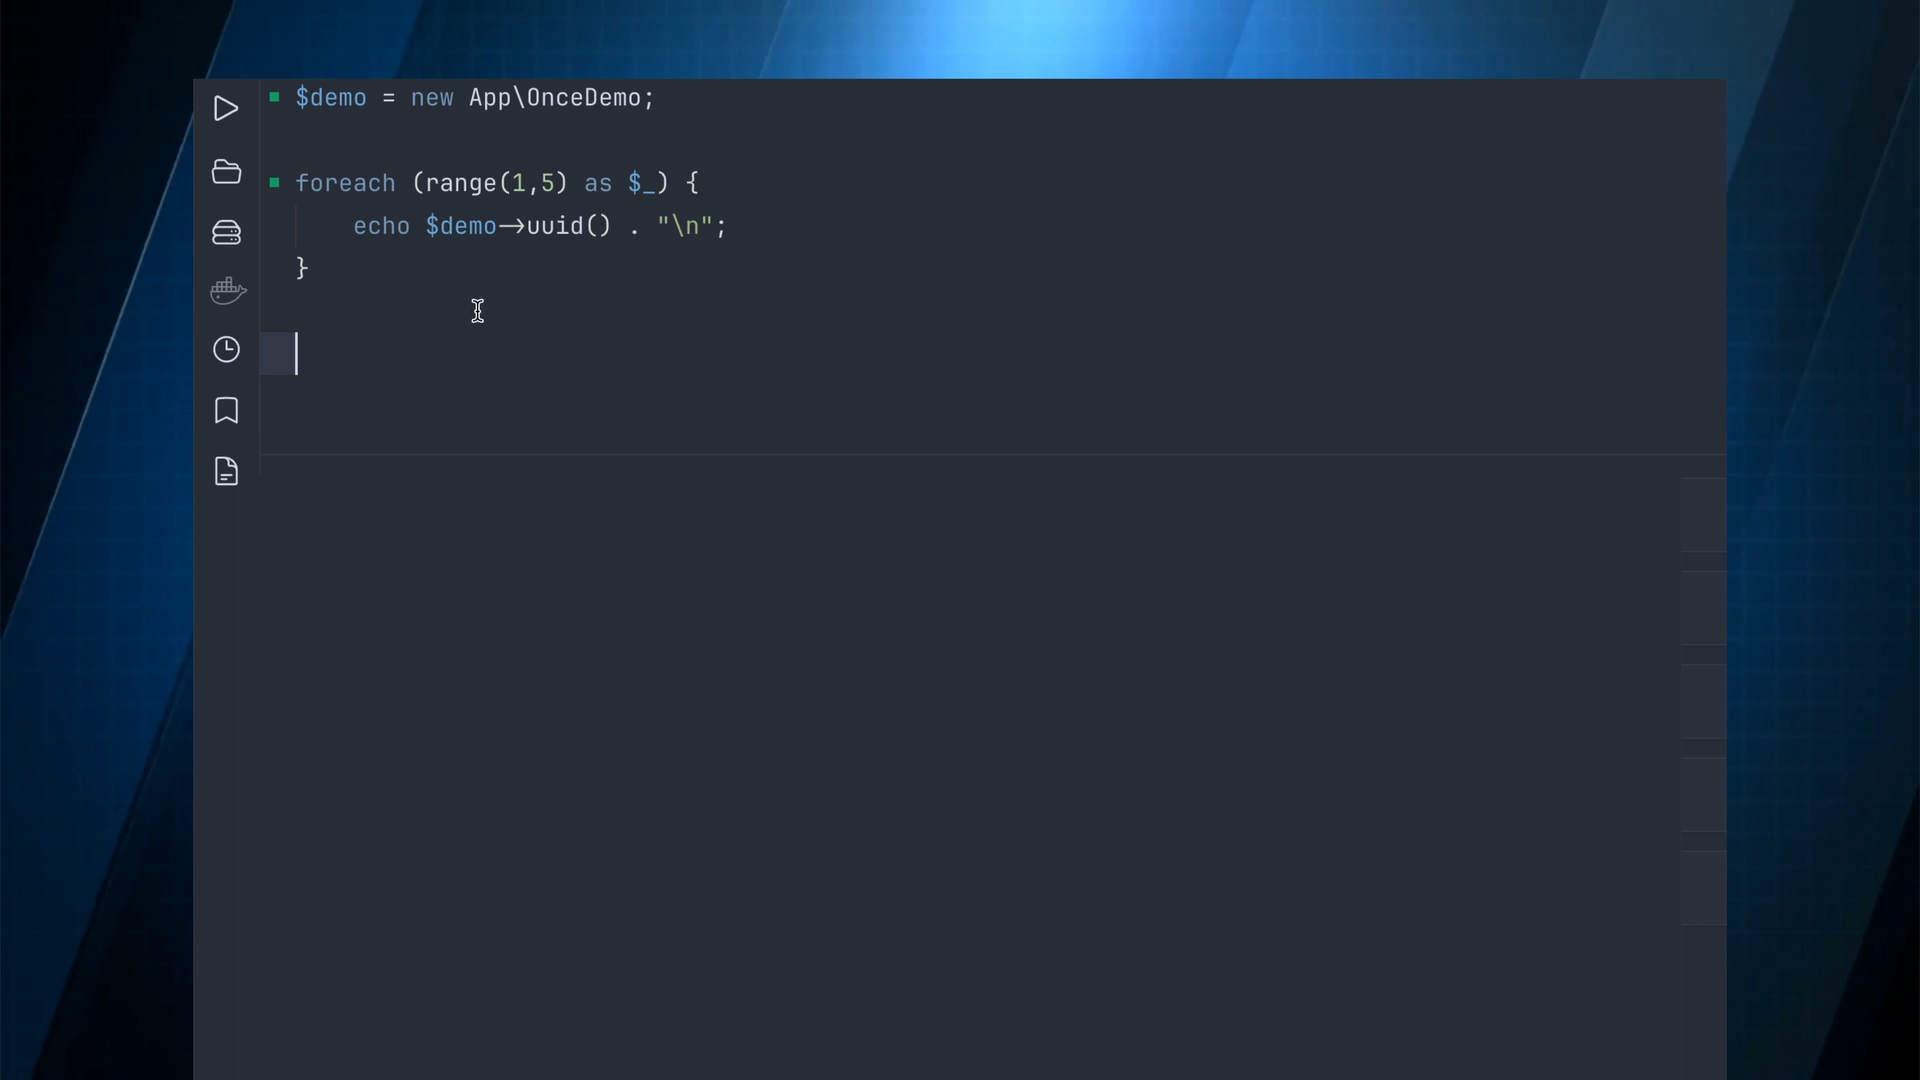 $demo = new App\OnceDemo;
foreach (range(1,5) as $_) {
echo $demo->uuid() . "\n";
}